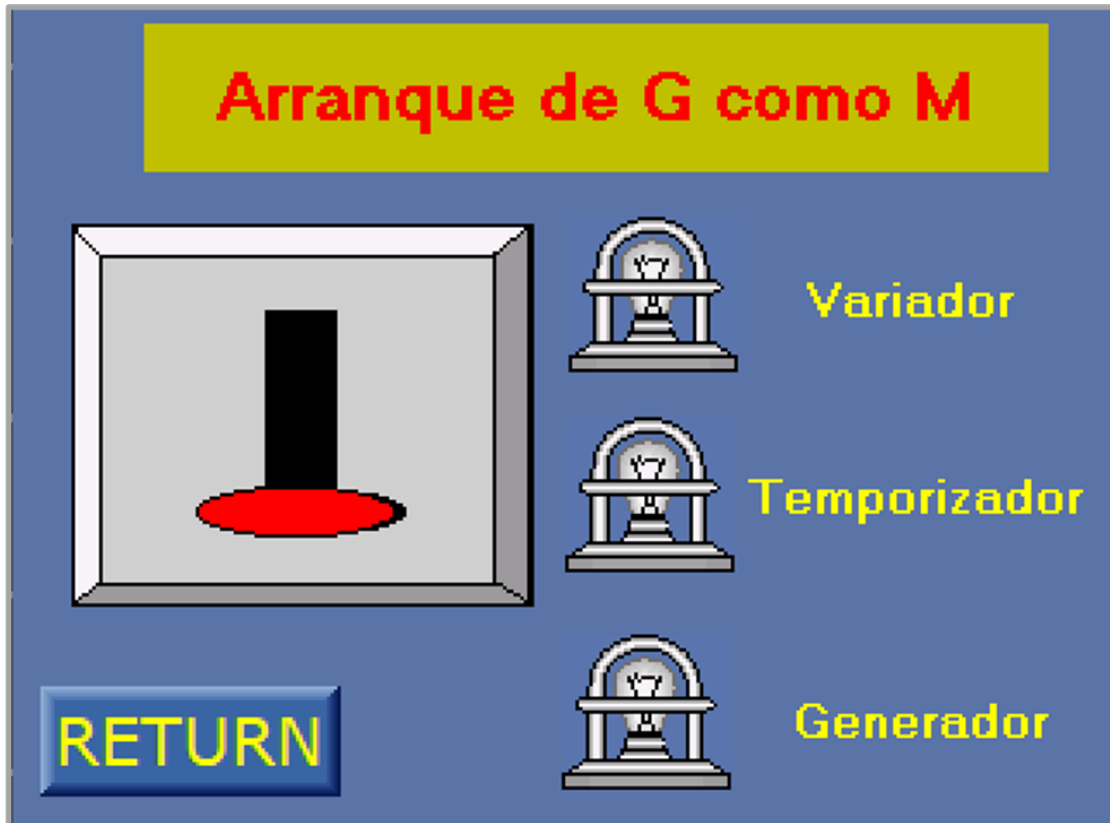 Arranque de G como M
Variador
Temporizador
Generador
RETURN